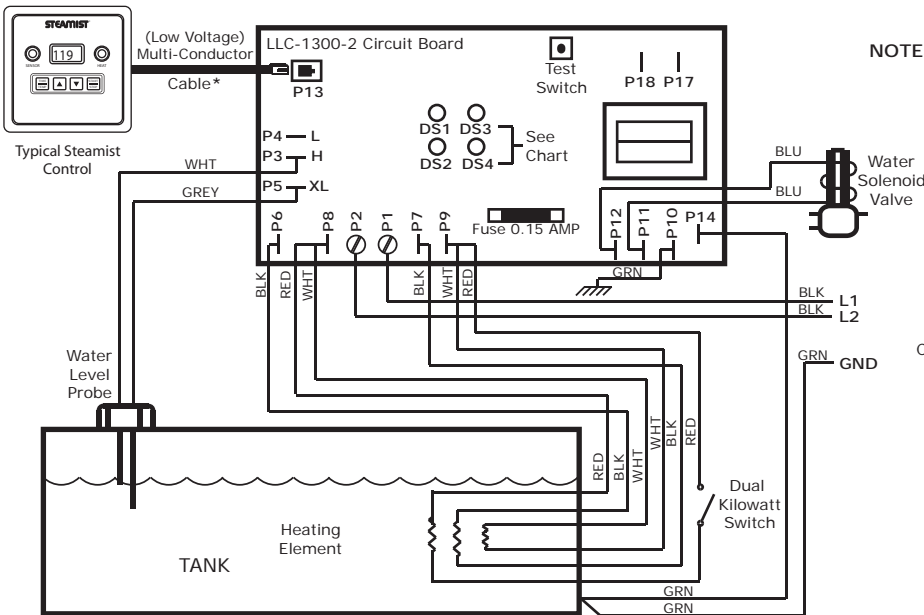 STEAMIST
119
SENSOR
HEAT
Typical Steamist
Control
(Low Voltage)
Multi-Conductor
Cable*
LLC-1300-2 Circuit Board
P13
Test
Switch
P18 P17
NOTE
P4 L
P3 H
P5 XL
DS1 DS3
DS2 DS4
See
Chart
WHT
GREY
P6
P8
P2
P1
P7
P9
Fuse 0.15 AMP
P12
P11
P10
P14
BLU
BLU
Water
Solenoid
Valve
BLK
RED
WHT
BLK
WHT
RED
GRN
BLK L1
BLK L2
GRN GND
Water
Level
Probe
RED
BLK
WHT
WHT
BLK
RED
Dual
Kilowatt
Switch
Heating
Element
TANK
GRN
GRN